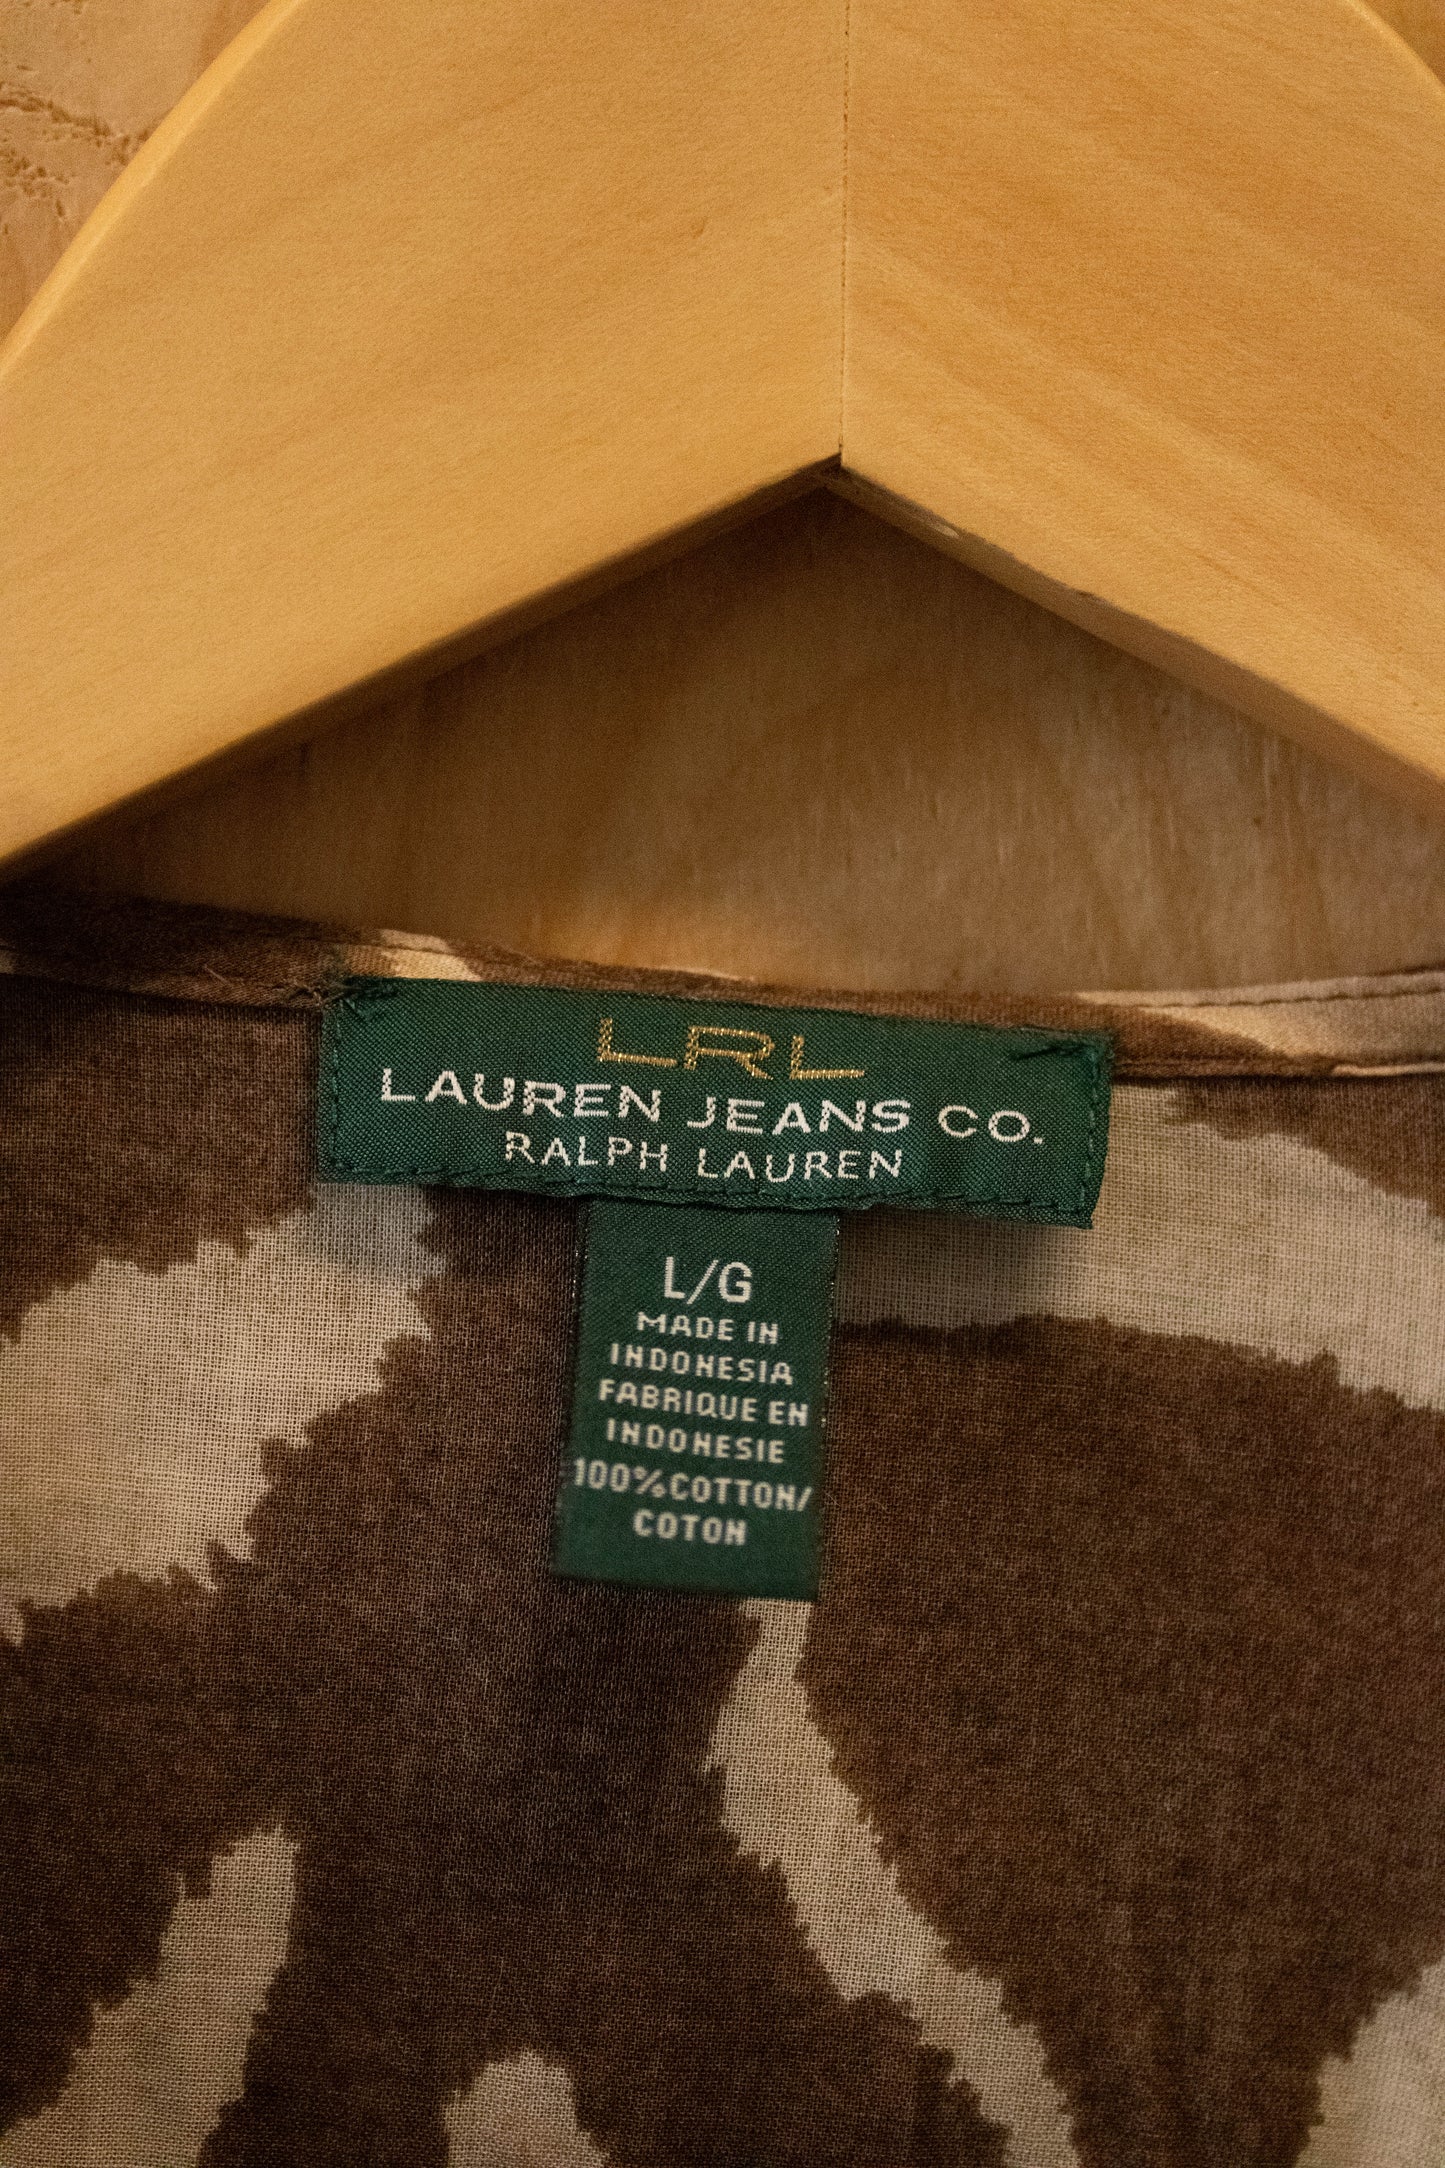 LRL
LAUREN JEANS CO.
RALPH LAUREN
L/G
MADE IN
INDONESIA
FABRIQUE EN
INDONESIE
100%COTTON/
COTON